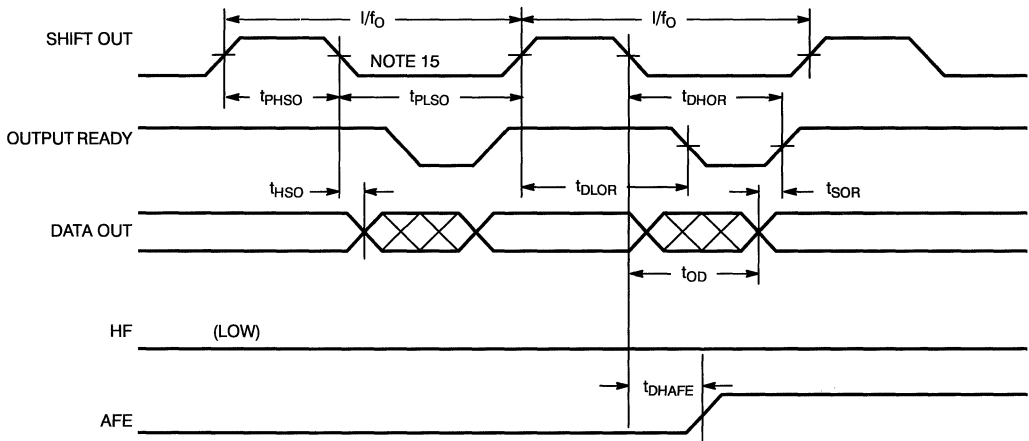 I/fO I/fO
SHIFT OUT
NOTE 15
tPHSO tPLSO tDHOR
OUTPUT READY
tHSO tDLOR tSOR
DATA OUT
tOD
HF (LOW)
tDHAFE
AFE